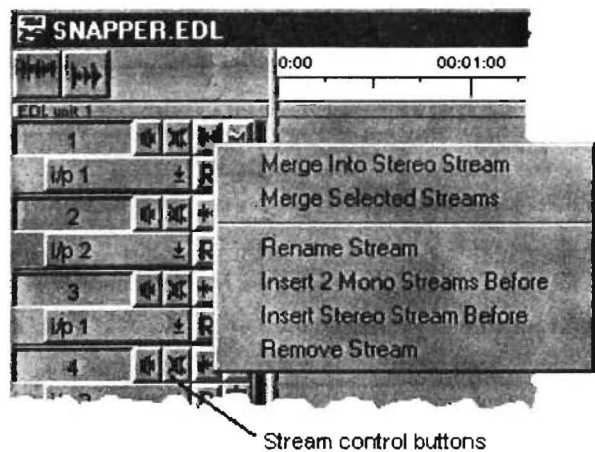 SNAPPER.EDL
0:00 00:01:00
EDL unit 1
1
i/p 1 R
2
i/p 2 R
3
i/p 1 R
4
Merge Into Stereo Stream
Merge Selected Streams
Rename Stream
Insert 2 Mono Streams Before
Insert Stereo Stream Before
Remove Stream
Stream control buttons